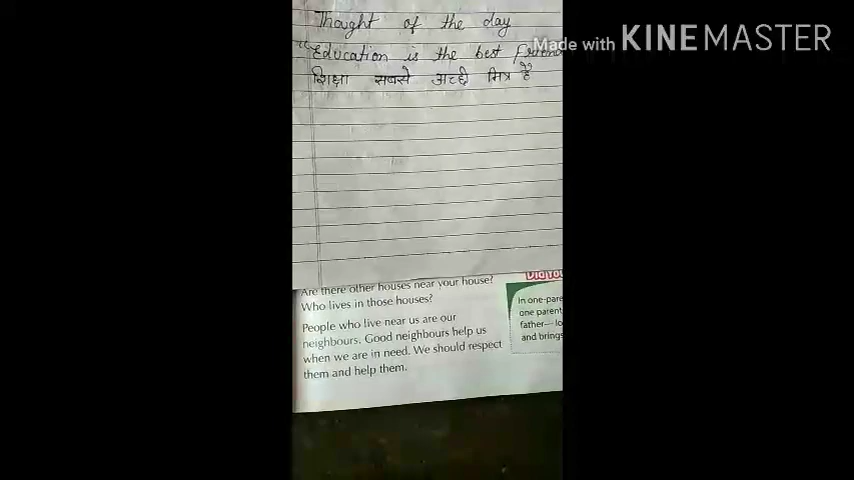 Thought of the day
"Education is the best
शिक्षा सबसे अच्छी मित्र है
Made with KINEMASTER
Are there other houses near your house?
Who lives in those houses?
People who live near us are our
neighbours. Good neighbours help us
when we are in need. We should respect
them and help them.
In one-pare
one parent
father—lo
and brings